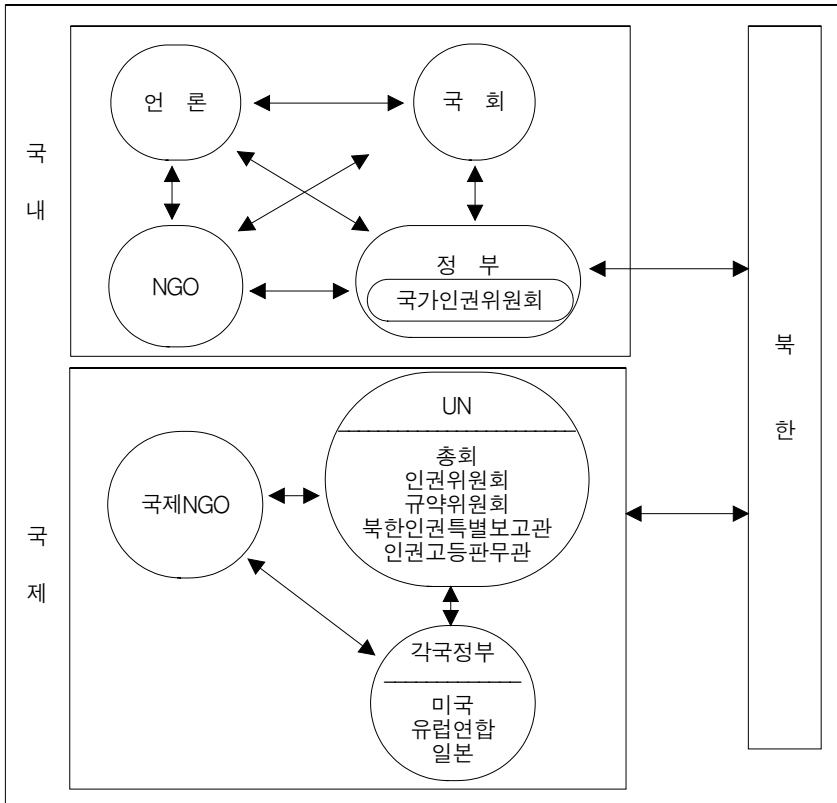 국
내
언 론
국 회
NGO
정 부
국가인권위원회
국
제
국제NGO
UN
총회
인권위원회
규약위원회
북한인권특별보고관
인권고등판무관
각국정부
미국
유럽연합
일본
북
한